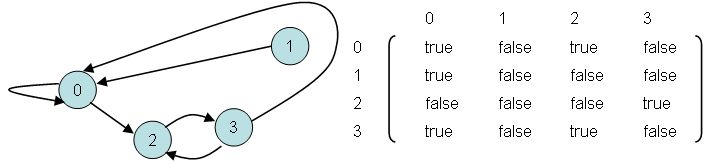 0 1 2 3
0 true false true false
1 true false false false
2 false false false true
3 true false true false
1
0
3
2